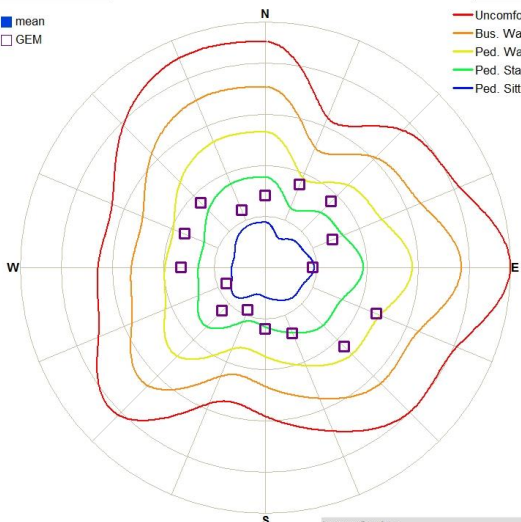 N
mean
GEM
Uncomfo
Bus. Wa
Ped. Wa
Ped. Sta
Ped. Sitt
W
E
S